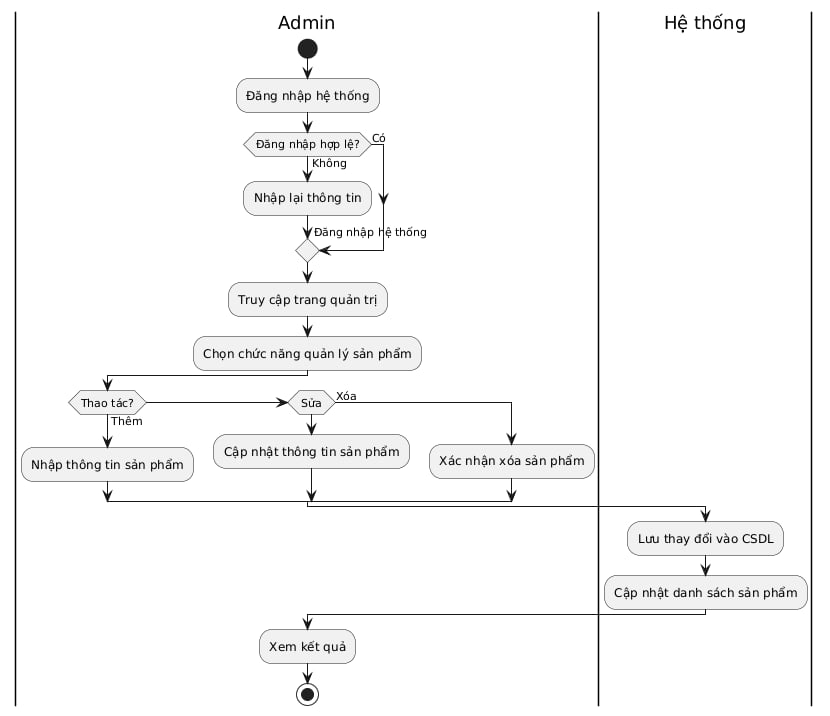 Admin
Hệ thống
Đăng nhập hệ thống
Đăng nhập hợp lệ?
Có
Không
Nhập lại thông tin
Đăng nhập hệ thống
Truy cập trang quản trị
Chọn chức năng quản lý sản phẩm
Thao tác?
Sửa
Xóa
Thêm
Nhập thông tin sản phẩm
Cập nhật thông tin sản phẩm
Xác nhận xóa sản phẩm
Lưu thay đổi vào CSDL
Cập nhật danh sách sản phẩm
Xem kết quả